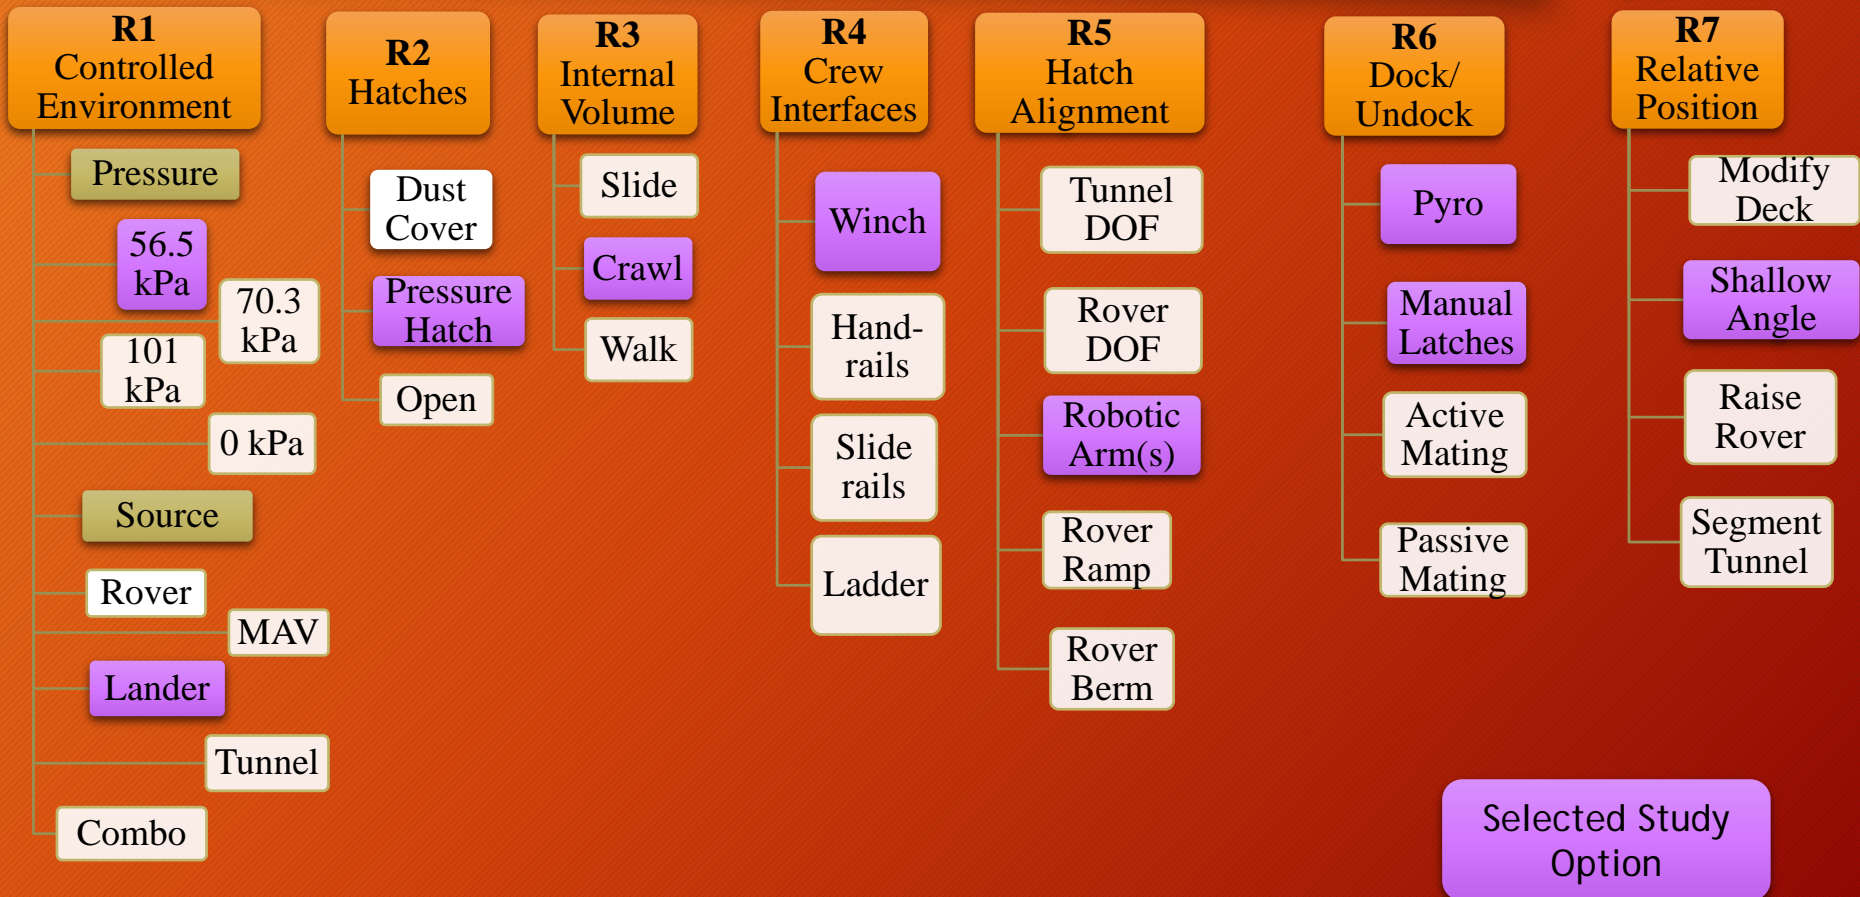 R1
Controlled
Environment
Pressure
56.5
kPa
70.3
kPa
101
kPa
0 kPa
Source
Rover
MAV
Lander
Tunnel
Combo
R2
Hatches
Dust
Cover
Pressure
Hatch
Open
R3
Internal
Volume
Slide
Crawl
Walk
R4
Crew
Interfaces
Winch
Hand-
rails
Slide
rails
Ladder
R5
Hatch
Alignment
Tunnel
DOF
Rover
DOF
Robotic
Arm(s)
Rover
Ramp
Rover
Berm
R6
Dock/
Undock
Pyro
Manual
Latches
Active
Mating
Passive
Mating
R7
Relative
Position
Modify
Deck
Shallow
Angle
Raise
Rover
Segment
Tunnel
Selected Study
Option